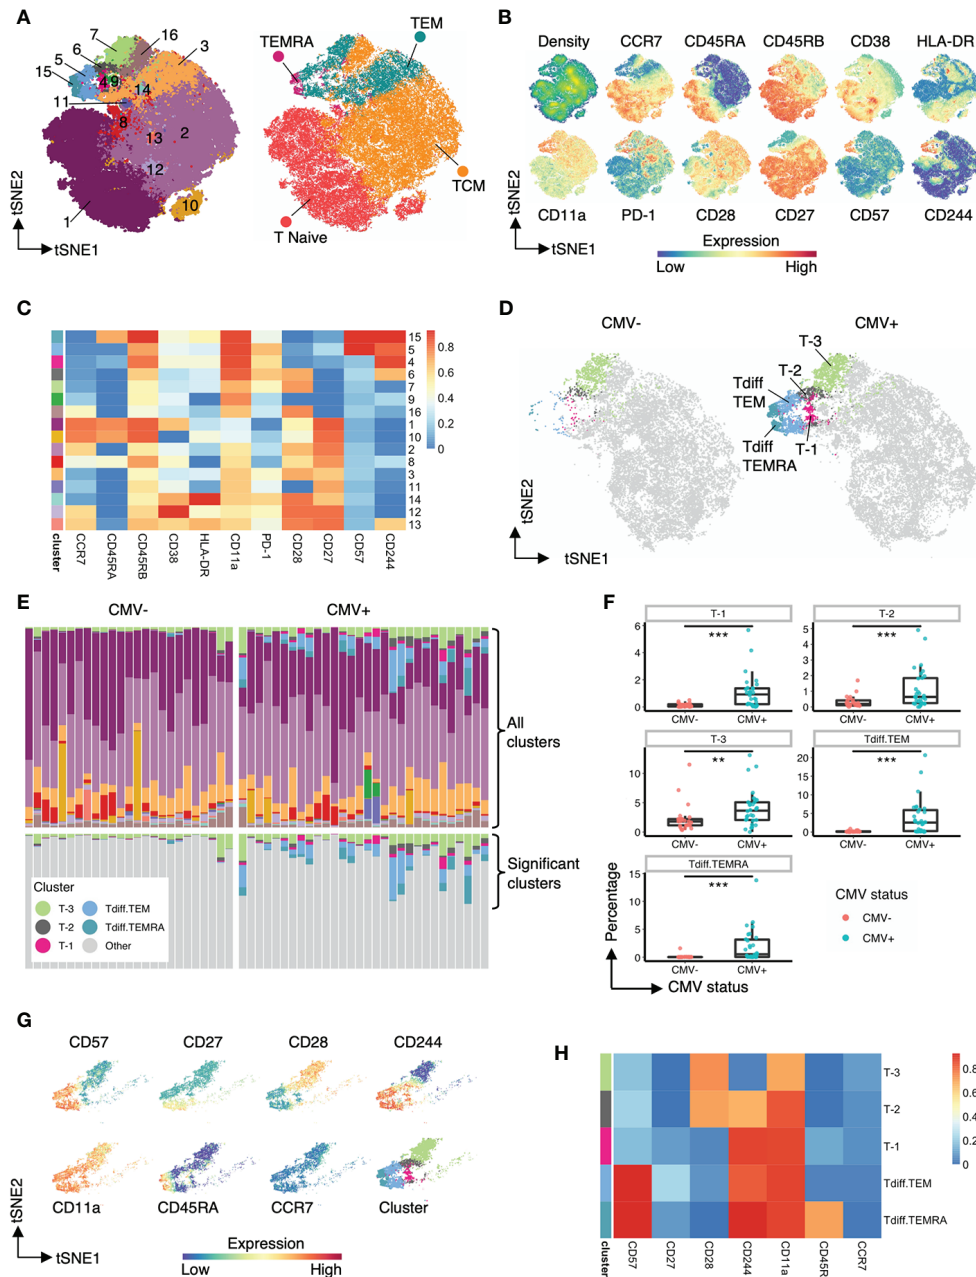 A
7
16
3
6
5
15
4
9
14
11
8
2
13
12
10
1
tSNE2
tSNE1
TEMRA
TEM
TCM
T Naive
B
Density
CCR7
CD45RA
CD45RB
CD38
HLA-DR
CD11a
PD-1
CD28
CD27
CD57
CD244
tSNE2
tSNE1
Expression
Low
High
C
15
5
4
6
7
9
16
1
10
2
8
3
11
14
12
13
0.8
0.6
0.4
0.2
0
cluster
CCR7
CD45RA
CD45RB
CD38
HLA-DR
CD11a
PD-1
CD28
CD27
CD57
CD244
D
CMV-
CMV+
T-3
T-2
Tdiff
TEM
Tdiff
TEMRA
T-1
tSNE2
tSNE1
E
CMV-
CMV+
All
clusters
Significant
clusters
Cluster
T-3
T-2
T-1
Tdiff.TEM
Tdiff.TEMRA
Other
F
T-1
6
4
2
0
***
CMV-
CMV+
T-2
5
4
3
2
1
0
***
CMV-
CMV+
T-3
10
5
0
**
CMV-
CMV+
Tdiff.TEM
20
15
10
5
0
***
CMV-
CMV+
Tdiff.TEMRA
15
10
5
0
***
CMV-
CMV+
Percentage
CMV status
CMV status
CMV-
CMV+
G
CD57
CD27
CD28
CD244
CD11a
CD45RA
CCR7
Cluster
tSNE2
tSNE1
Expression
Low
High
H
T-3
T-2
T-1
Tdiff.TEM
Tdiff.TEMRA
0.8
0.6
0.4
0.2
0
cluster
CD57
CD27
CD28
CD244
CD11a
CD45R
CCR7